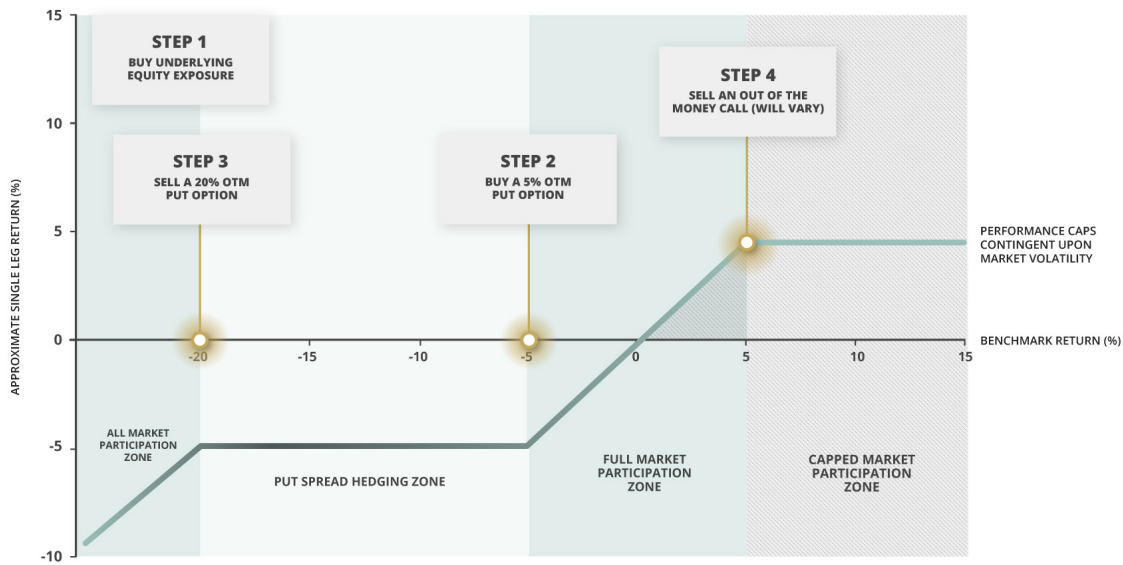 15
10
5
0
-5
-10
APPROXIMATE SINGLE LEG RETURN (%)
STEP 1
BUY UNDERLYING
EQUITY EXPOSURE
STEP 3
SELL A 20% OTM
PUT OPTION
STEP 2
BUY A 5% OTM
PUT OPTION
STEP 4
SELL AN OUT OF THE
MONEY CALL (WILL VARY)
PERFORMANCE CAPS
CONTINGENT UPON
MARKET VOLATILITY
BENCHMARK RETURN (%)
-20
-15
-10
-5
0
5
10
15
ALL MARKET
PARTICIPATION
ZONE
PUT SPREAD HEDGING ZONE
FULL MARKET
PARTICIPATION
ZONE
CAPPED MARKET
PARTICIPATION
ZONE